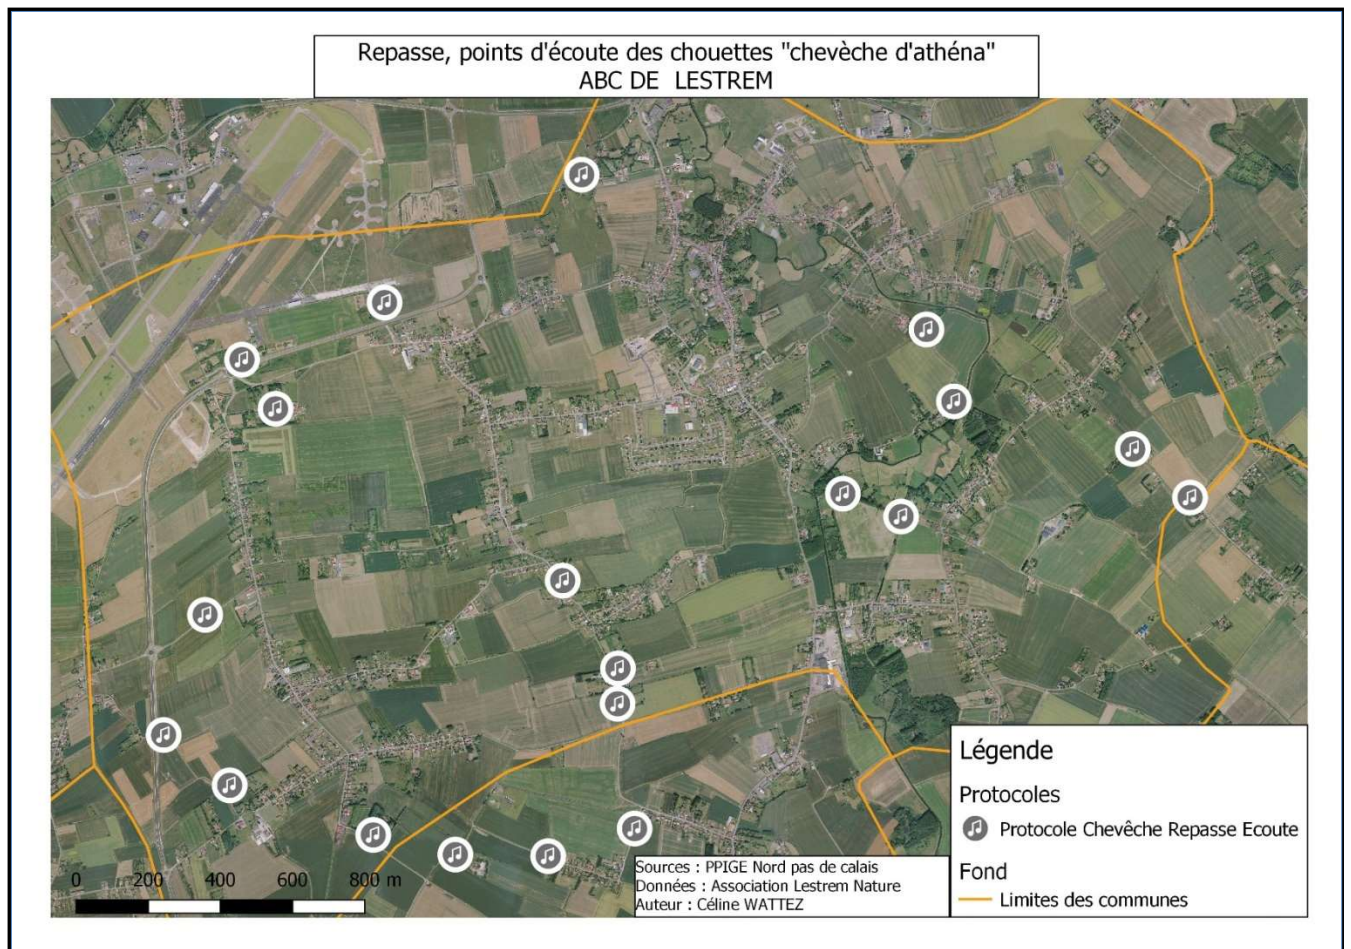 Repasse, points d'écoute des chouettes "chevèche d'athéna"
ABC DE LESTREM
Légende
Protocoles
Protocole Chevêche Repasse Ecoute
Fond
Limites des communes
Sources : PPIGE Nord pas de calais
Données : Association Lestrem Nature
Auteur : Céline WATTEZ
0 200 400 600 800 m